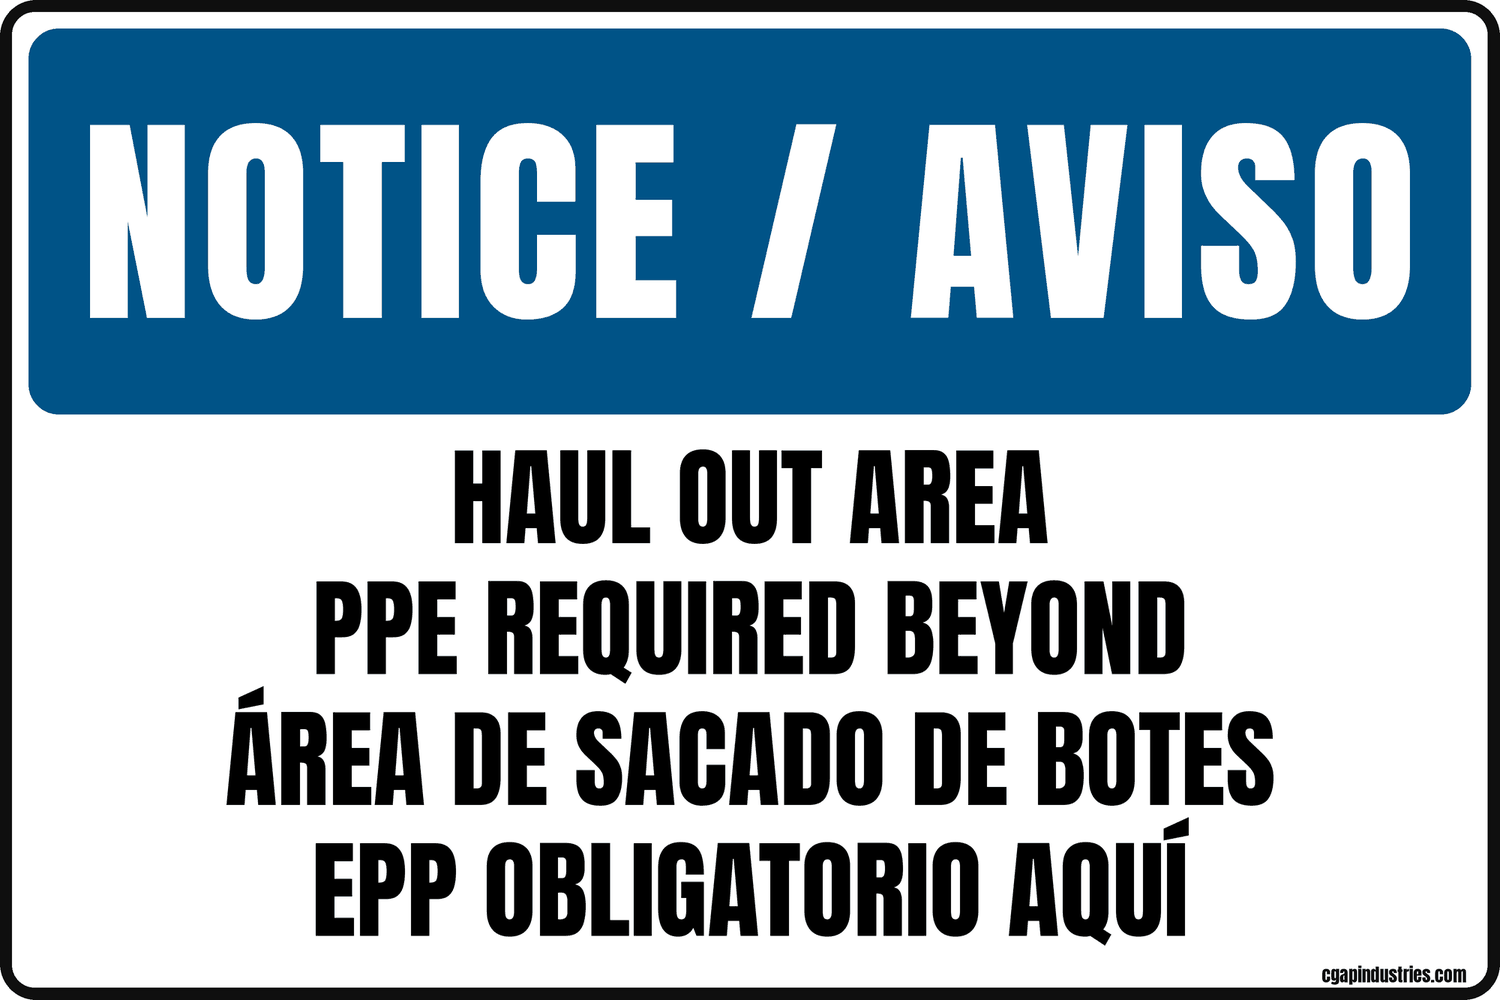 NOTICE / AVISO
HAUL OUT AREA
PPE REQUIRED BEYOND
ÁREA DE SACADO DE BOTES
EPP OBLIGATORIO AQUÍ
cgapindustries.com